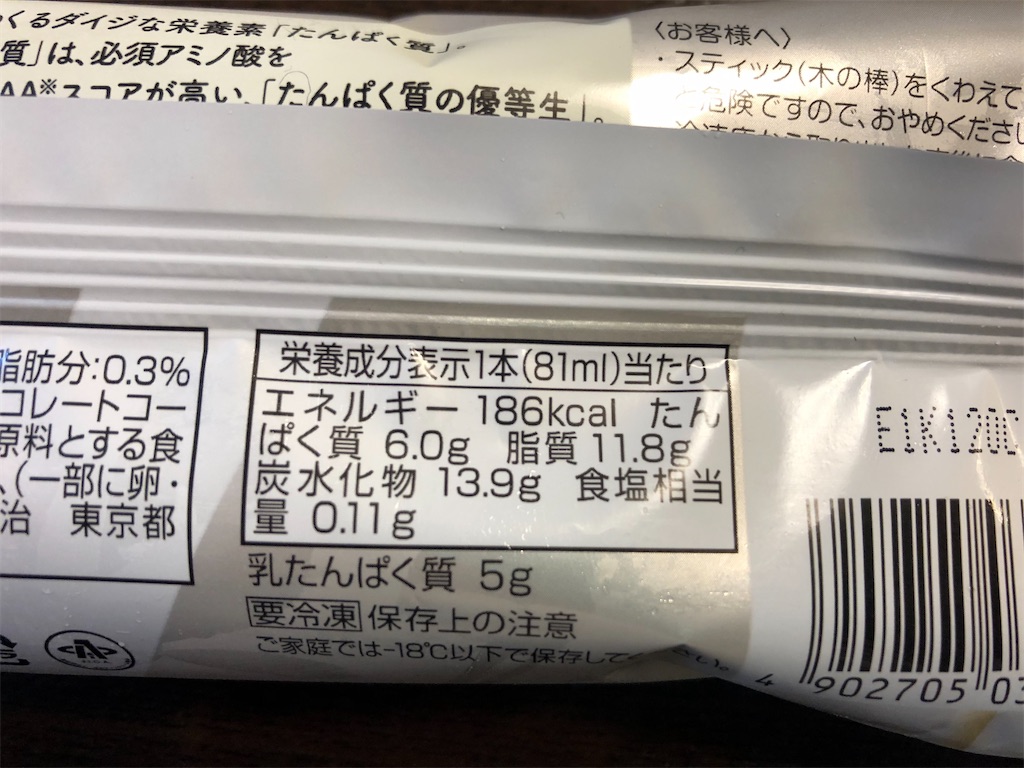 くるダイジな栄養素「たんぱく質」。
質」は、必須アミノ酸を
AA※スコアが高い、「たんぱく質の優等生」。
〈お客様へ〉
・スティック(木の棒)をくわえて
危険ですので、おやめくださ
脂肪分:0.3%
コレートコー
原料とする食
(一部に卵・
治 東京都
栄養成分表示1本(81ml)当たり
エネルギー 186kcal たん
ぱく質 6.0g 脂質 11.8g
炭水化物 13.9g 食塩相当
量 0.11g
乳たんぱく質 5g
要冷凍 保存上の注意
ご家庭では-18℃以下で保存して
E1K120C
4 902705 03